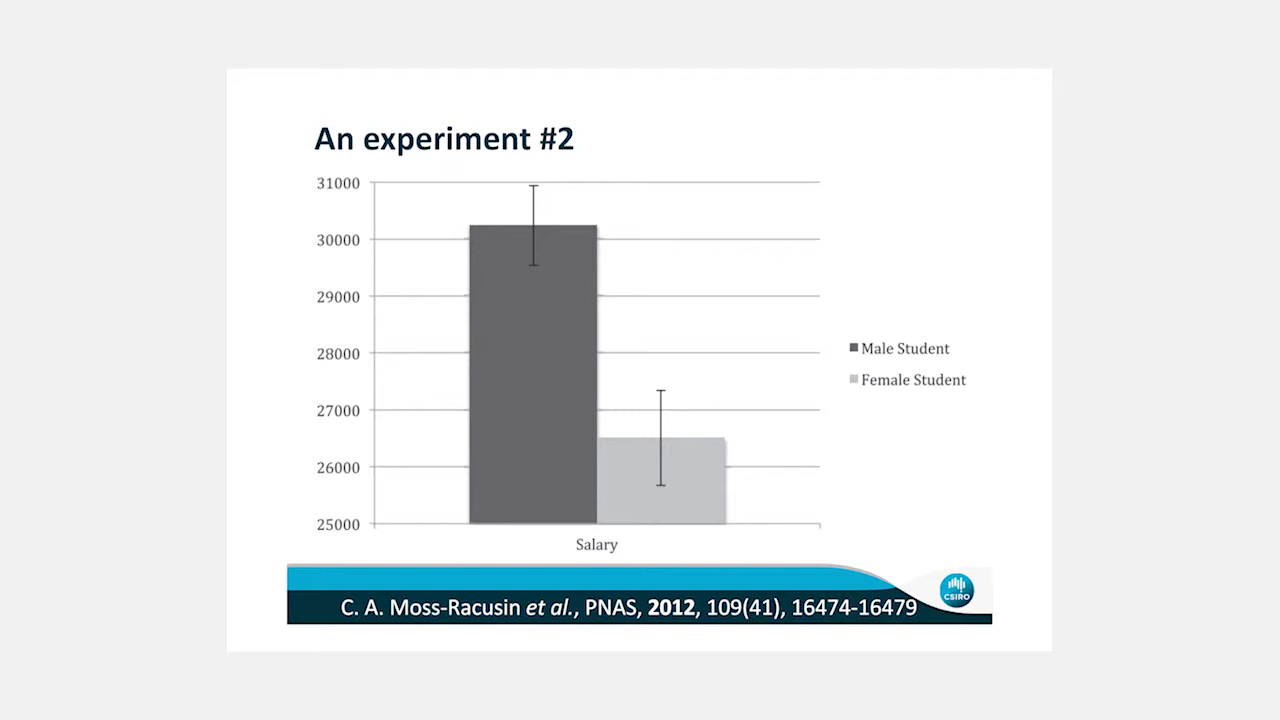 An experiment #2
31000
30000
29000
28000
27000
26000
25000
Salary
Male Student
Female Student
C. A. Moss-Racusin et al., PNAS, 2012, 109(41), 16474-16479
CSIRO